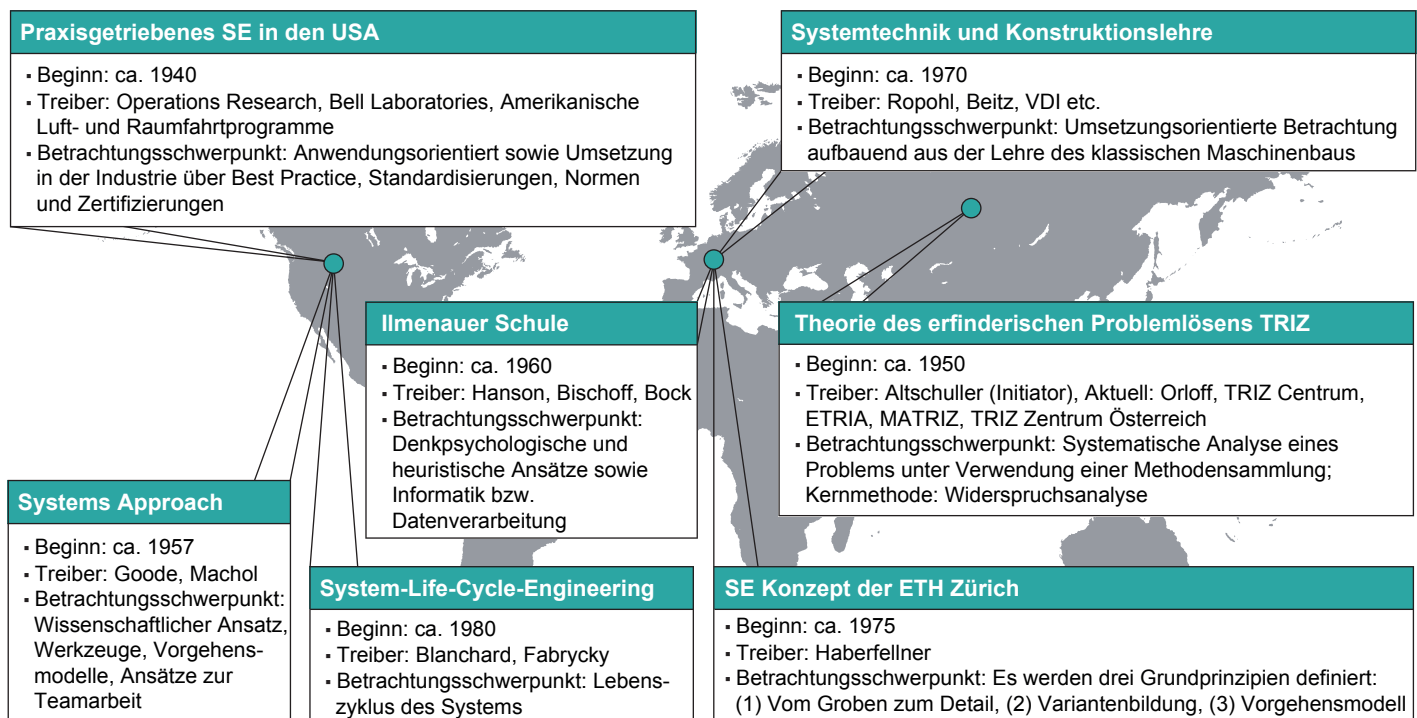 Praxisgetriebenes SE in den USA
▪ Beginn: ca. 1940
▪ Treiber: Operations Research, Bell Laboratories, Amerikanische
Luft- und Raumfahrtprogramme
▪ Betrachtungsschwerpunkt: Anwendungsorientiert sowie Umsetzung
in der Industrie über Best Practice, Standardisierungen, Normen
und Zertifizierungen
Systemtechnik und Konstruktionslehre
▪ Beginn: ca. 1970
▪ Treiber: Ropohl, Beitz, VDI etc.
▪ Betrachtungsschwerpunkt: Umsetzungsorientierte Betrachtung
aufbauend aus der Lehre des klassischen Maschinenbaus
Ilmenauer Schule
▪ Beginn: ca. 1960
▪ Treiber: Hanson, Bischoff, Bock
▪ Betrachtungsschwerpunkt:
Denkpsychologische und
heuristische Ansätze sowie
Informatik bzw.
Datenverarbeitung
Theorie des erfinderischen Problemlösens TRIZ
▪ Beginn: ca. 1950
▪ Treiber: Altschuller (Initiator), Aktuell: Orloff, TRIZ Centrum,
ETRIA, MATRIZ, TRIZ Zentrum Österreich
▪ Betrachtungsschwerpunkt: Systematische Analyse eines
Problems unter Verwendung einer Methodensammlung;
Kernmethode: Widerspruchsanalyse
Systems Approach
▪ Beginn: ca. 1957
▪ Treiber: Goode, Machol
▪ Betrachtungsschwerpunkt:
Wissenschaftlicher Ansatz,
Werkzeuge, Vorgehens-
modelle, Ansätze zur
Teamarbeit
System-Life-Cycle-Engineering
▪ Beginn: ca. 1980
▪ Treiber: Blanchard, Fabrycky
▪ Betrachtungsschwerpunkt: Lebens-
zyklus des Systems
SE Konzept der ETH Zürich
▪ Beginn: ca. 1975
▪ Treiber: Haberfellner
▪ Betrachtungsschwerpunkt: Es werden drei Grundprinzipien definiert:
(1) Vom Groben zum Detail, (2) Variantenbildung, (3) Vorgehensmodell